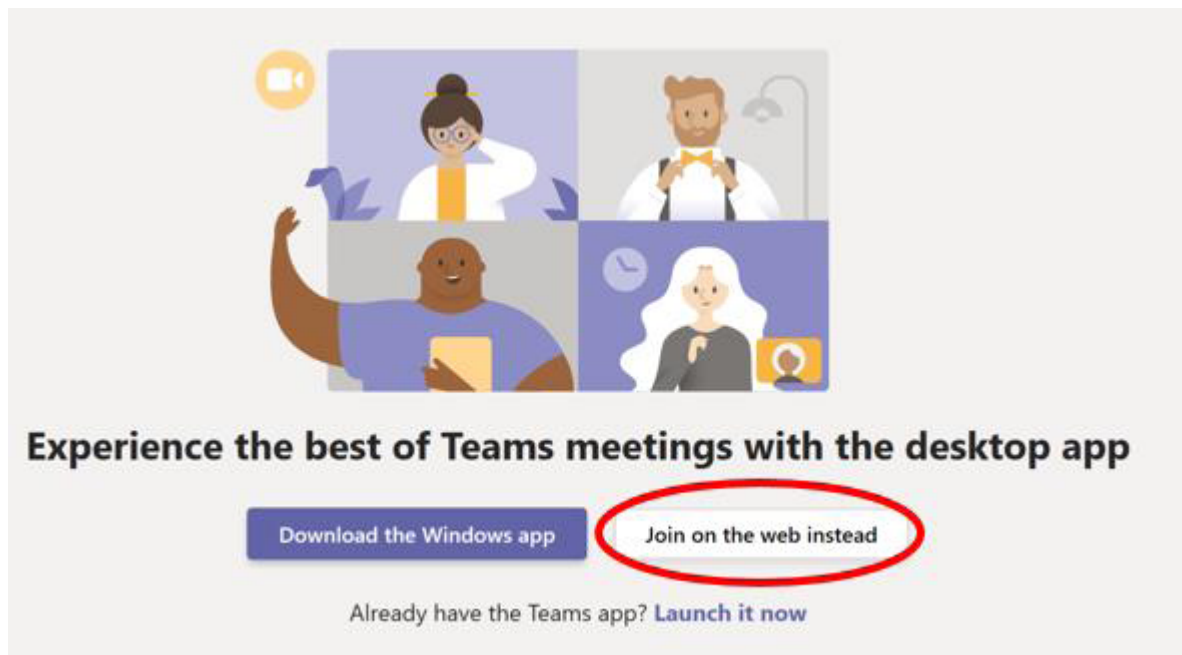 Experience the best of Teams meetings with the desktop app
Download the Windows app
Join on the web instead
Already have the Teams app? Launch it now